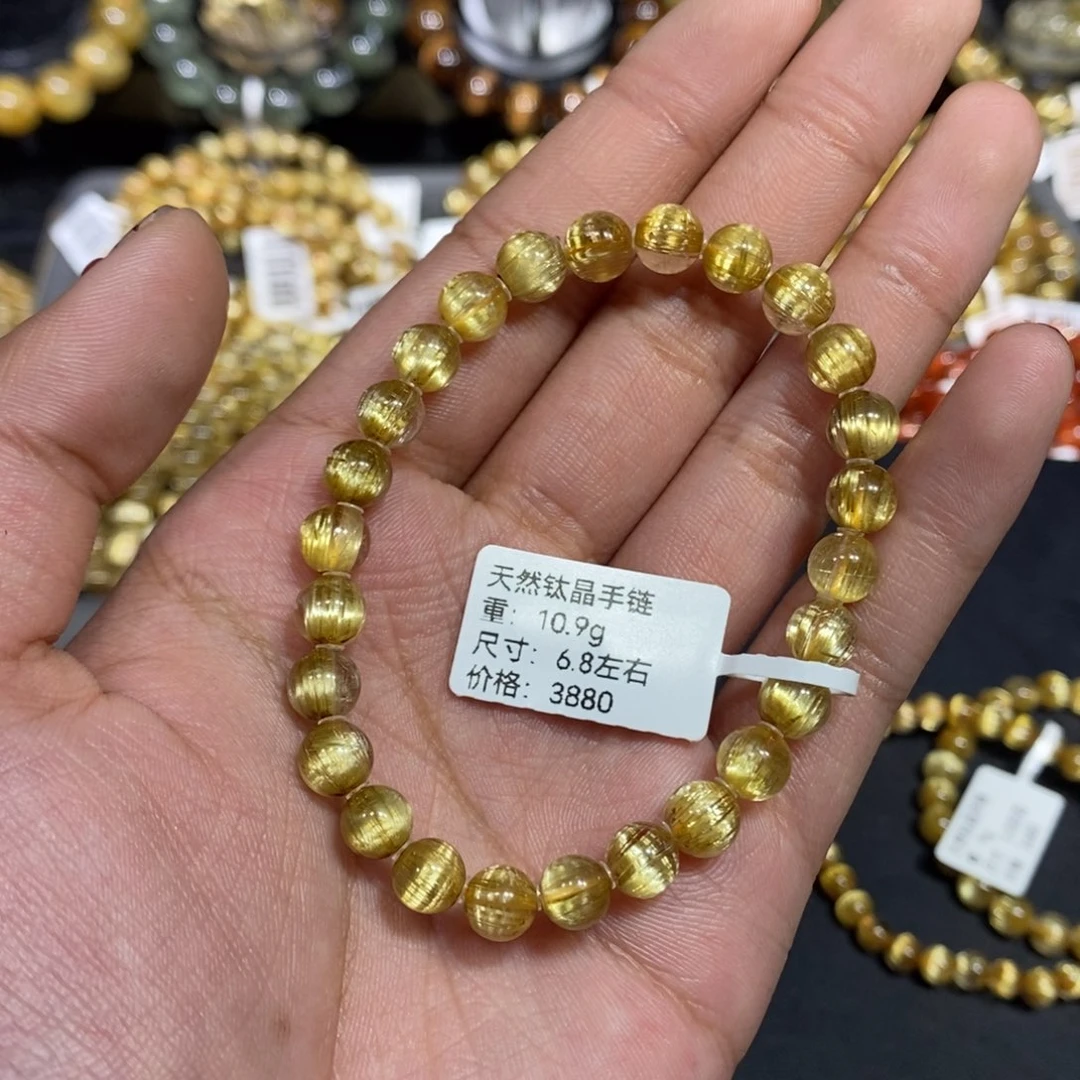 天然钛晶手链
重: 10.9g
尺寸: 6.8左右
价格: 3880